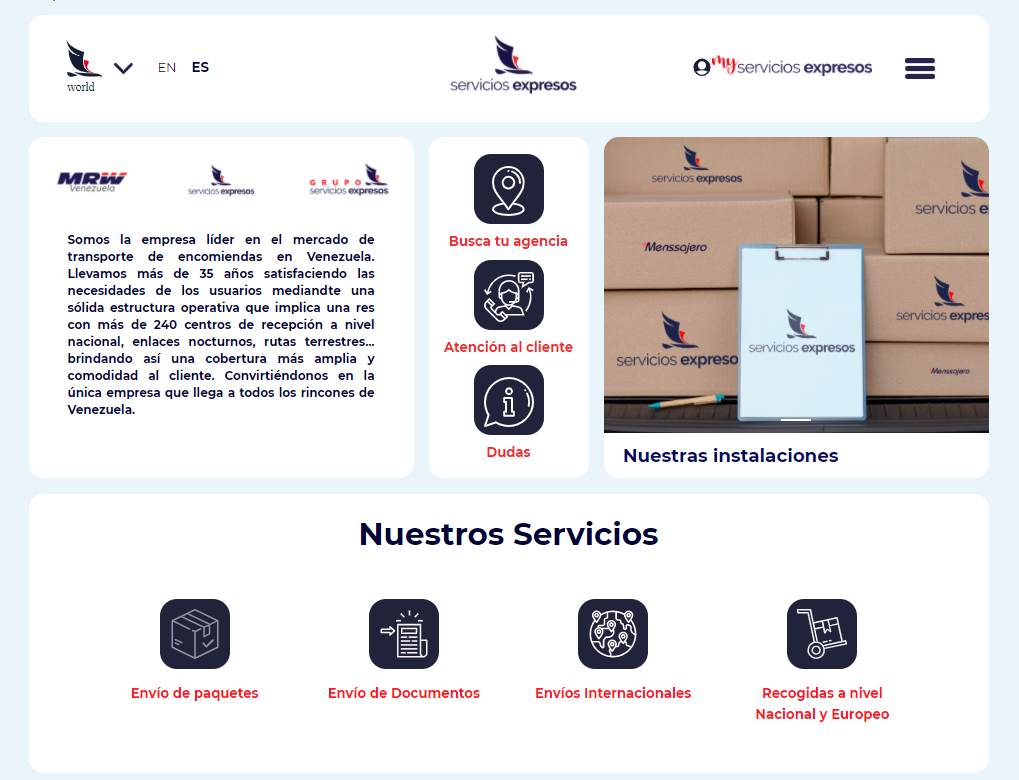 world
EN ES
servicios expresos
my servicios expresos
MRW
Venezuela
servicios expresos
GRUPO
servicios expresos
Somos la empresa líder en el mercado de
transporte de encomiendas en Venezuela.
Llevamos más de 35 años satisfaciendo las
necesidades de los usuarios mediandte una
sólida estructura operativa que implica una res
con más de 240 centros de recepción a nivel
nacional, enlaces nocturnos, rutas terrestres...
brindando así una cobertura más amplia y
comodidad al cliente. Convirtiéndonos en la
única empresa que llega a todos los rincones de
Venezuela.
Busca tu agencia
Atención al cliente
Dudas
servicios expresos
servicios e
Menssajero
servicios expres
servicios expresos
servicios expreso
Menssajero
Nuestras instalaciones
Nuestros Servicios
Envío de paquetes
Envío de Documentos
Envíos Internacionales
Recogidas a nivel
Nacional y Europeo